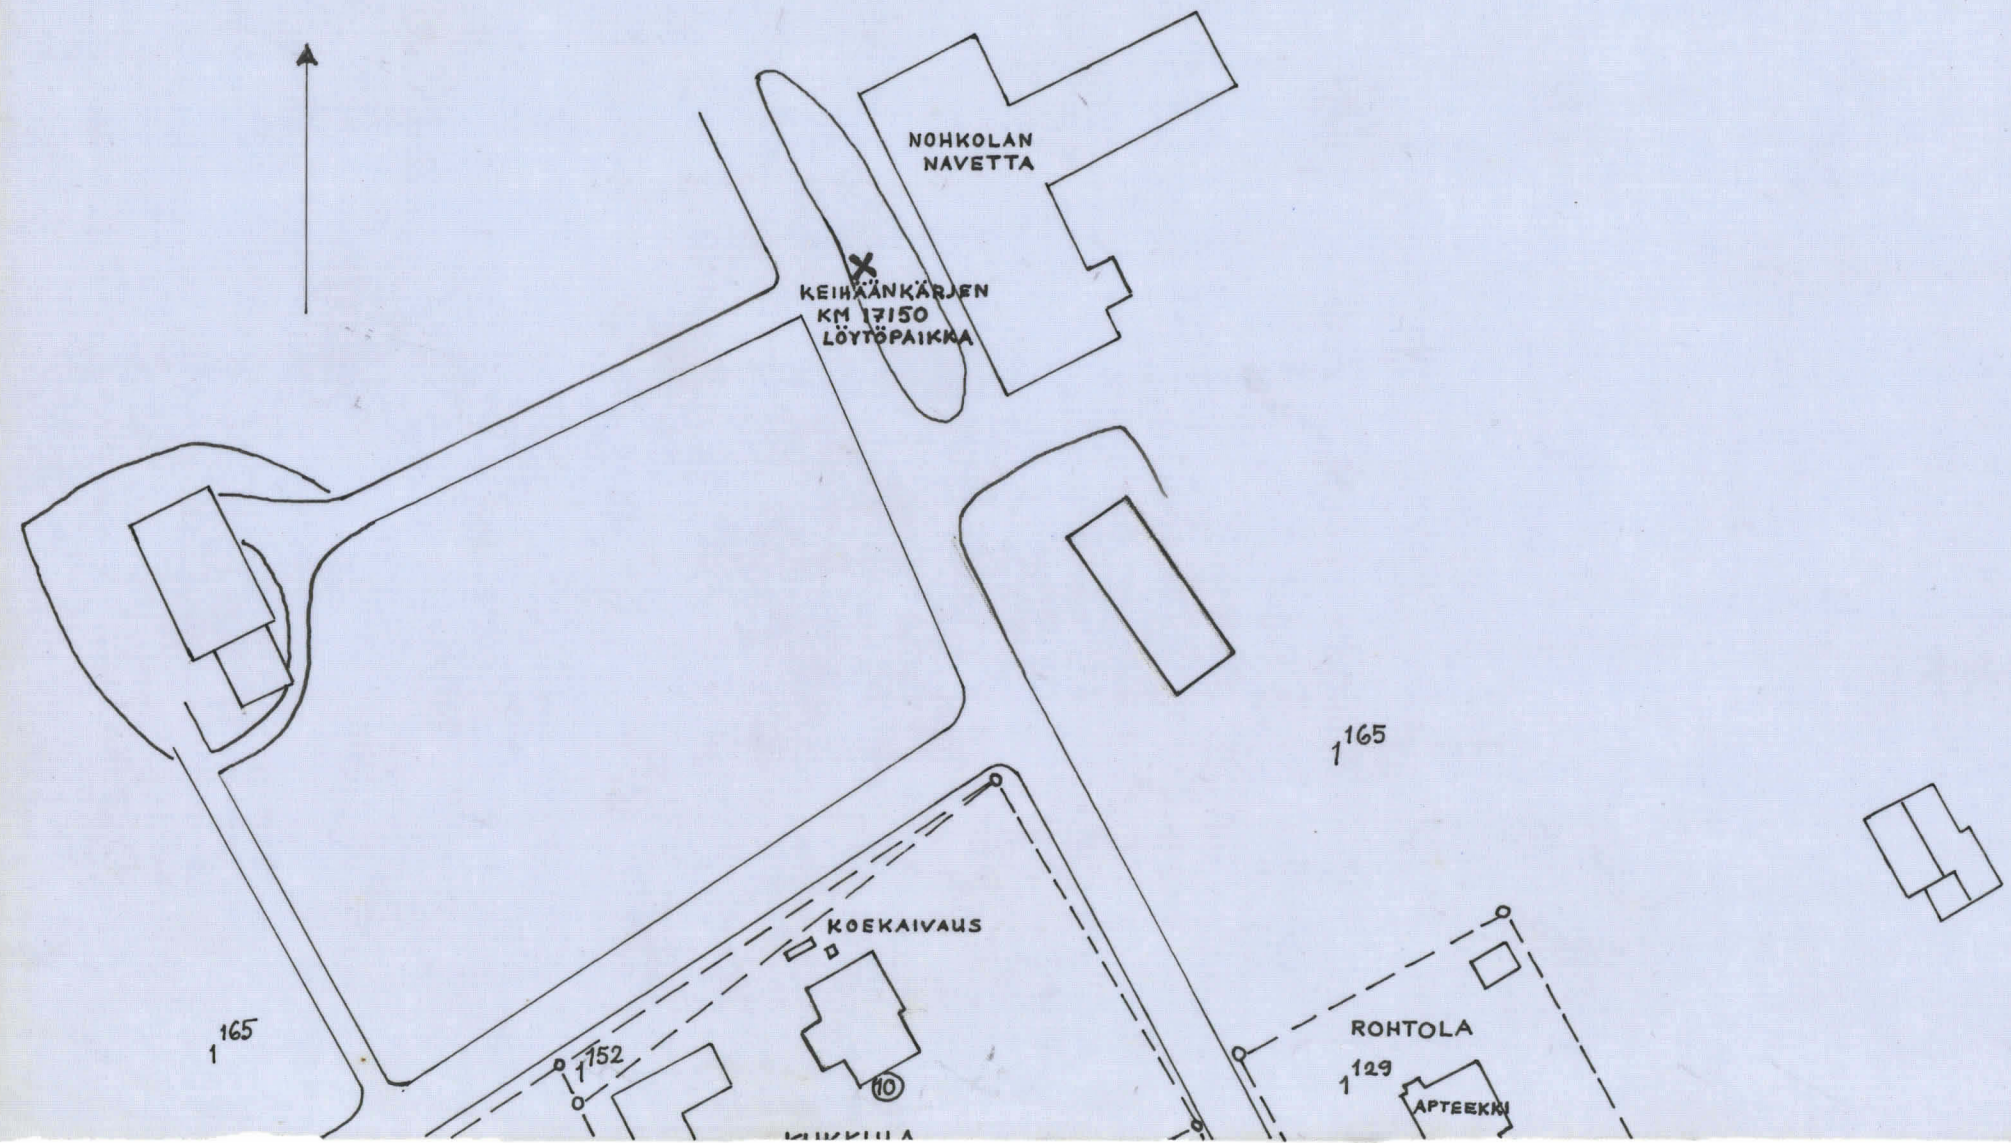 NOHKOLAN
NAVETTA
KEIHÄÄNKÄRJEN
KM 17150
LÖYTÖPAIKKA
1165
KOEKAIVAUS
1165
1152
10
ROHTOLA
1129
APTEEKKI